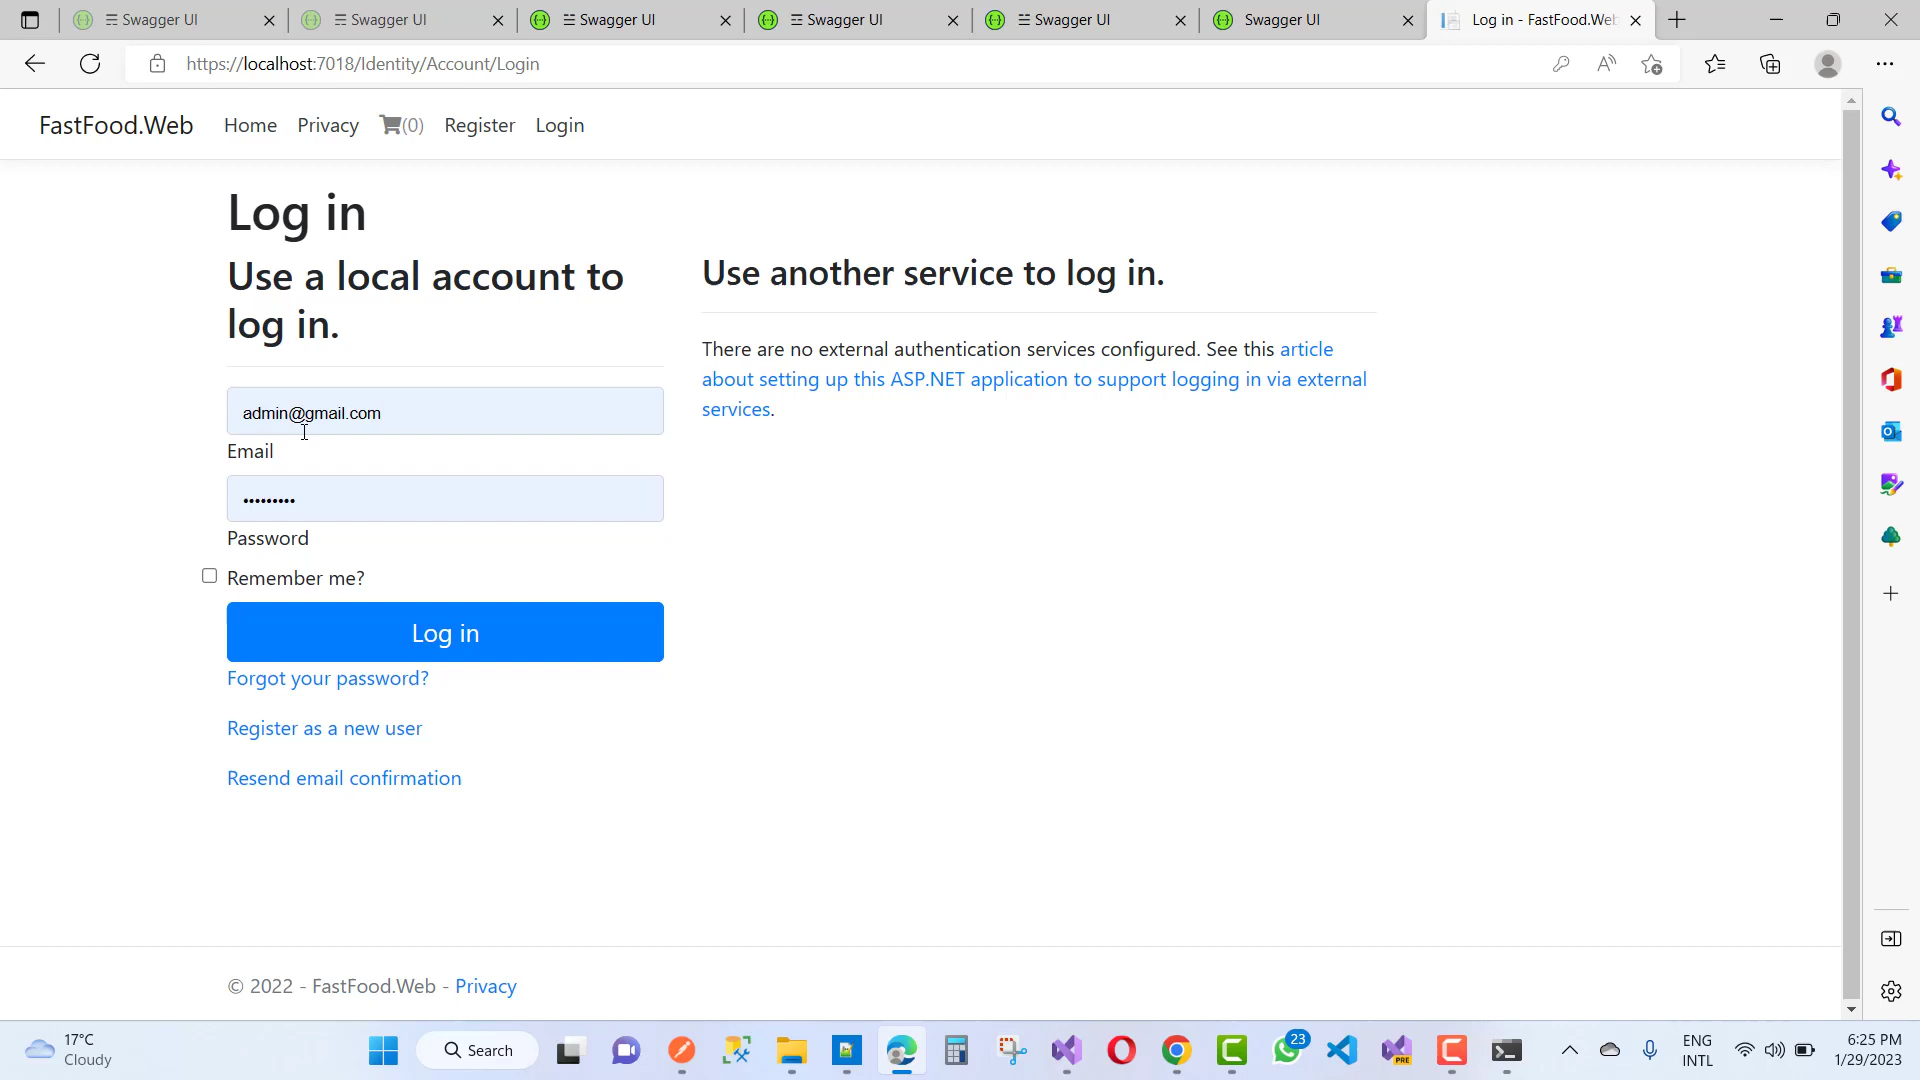 Swagger UI
Swagger UI
Swagger UI
Swagger UI
Swagger UI
Swagger UI
Log in - FastFood.Web
https://localhost:7018/Identity/Account/Login
FastFood.Web
Home
Privacy
(0)
Register
Login
Log in
Use a local account to
log in.
admin@gmail.com
Email
•••••••••
Password
Remember me?
Log in
Forgot your password?
Register as a new user
Resend email confirmation
Use another service to log in.
There are no external authentication services configured. See this article
about setting up this ASP.NET application to support logging in via external
services.
© 2022 - FastFood.Web - Privacy
17°C
Cloudy
Search
PRE
23
ENG
INTL
6:25 PM
1/29/2023